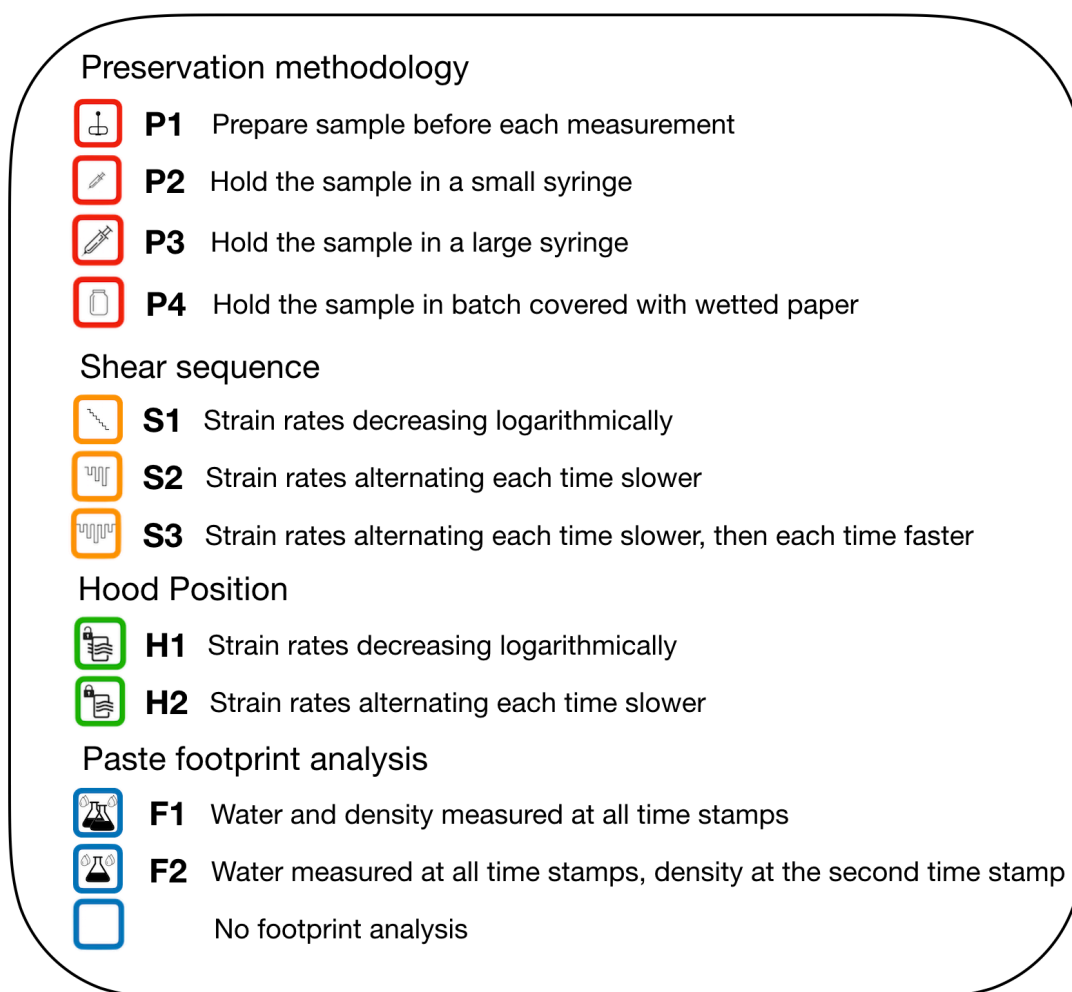 Preservation methodology
P1 Prepare sample before each measurement
P2 Hold the sample in a small syringe
P3 Hold the sample in a large syringe
P4 Hold the sample in batch covered with wetted paper
Shear sequence
S1 Strain rates decreasing logarithmically
S2 Strain rates alternating each time slower
S3 Strain rates alternating each time slower, then each time faster
Hood Position
H1 Strain rates decreasing logarithmically
H2 Strain rates alternating each time slower
Paste footprint analysis
F1 Water and density measured at all time stamps
F2 Water measured at all time stamps, density at the second time stamp
No footprint analysis